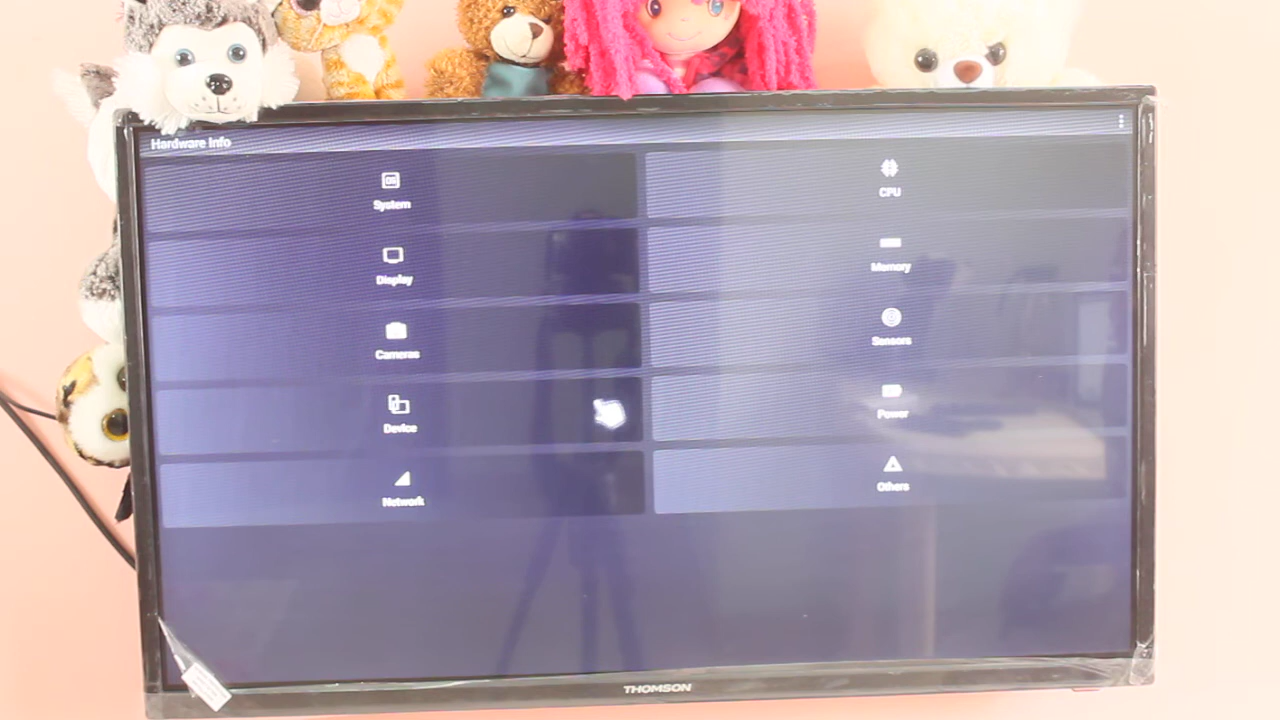 Hardware Info
System
CPU
Display
Memory
Cameras
Sensors
Device
Power
Network
Others
THOMSON